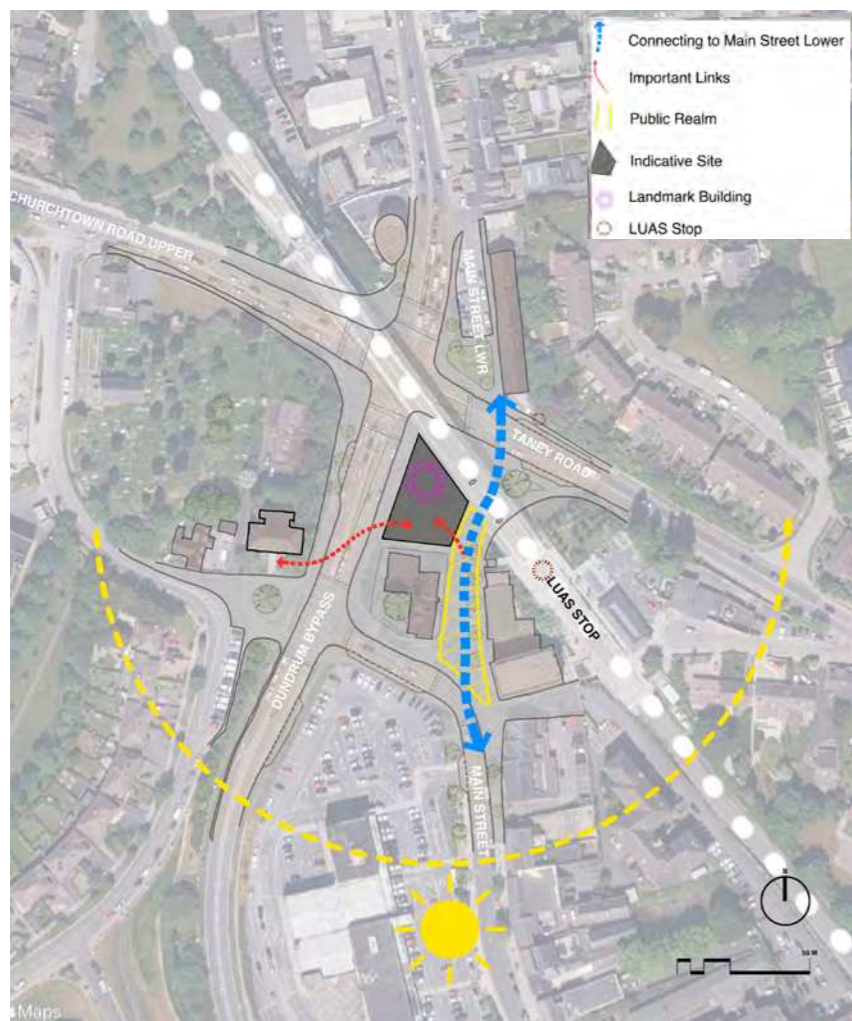 Connecting to Main Street Lower
Important Links
Public Realm
Indicative Site
Landmark Building
LUAS Stop
CHURCHTOWN ROAD UPPER
MAIN STREET LWR
TANEY ROAD
LUAS STOP
DUNDRUM BYPASS
MAIN STREET
N
50 M
Maps